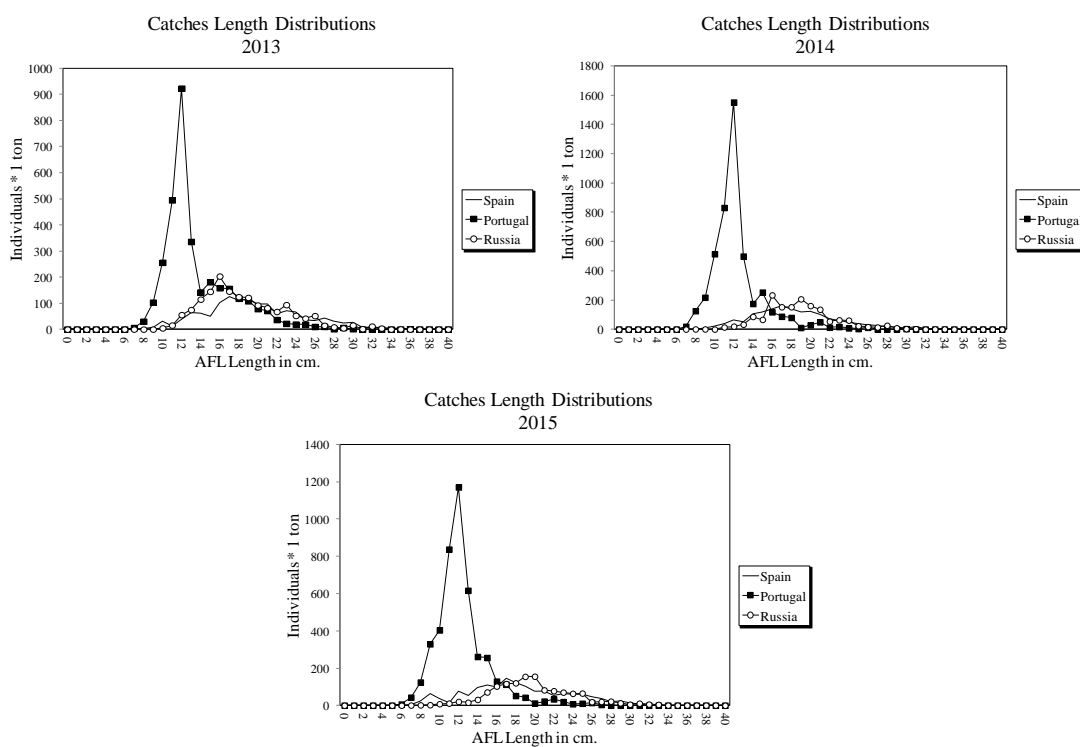 Catches Length Distributions
2013
Individuals * 1 ton
1000
900
800
700
600
500
400
300
200
100
0
0 2 4 6 8 10 12 14 16 18 20 22 24 26 28 30 32 34 36 38 40
AFL Length in cm.
Spain
Portugal
Russia
Catches Length Distributions
2014
Individuals * 1 ton
1800
1600
1400
1200
1000
800
600
400
200
0
0 2 4 6 8 10 12 14 16 18 20 22 24 26 28 30 32 34 36 38 40
AFL Length in cm.
Spain
Portuga
Russia
Catches Length Distributions
2015
Individuals * 1 ton
1400
1200
1000
800
600
400
200
0
0 2 4 6 8 10 12 14 16 18 20 22 24 26 28 30 32 34 36 38 40
AFL Length in cm.
Spain
Portugal
Russia